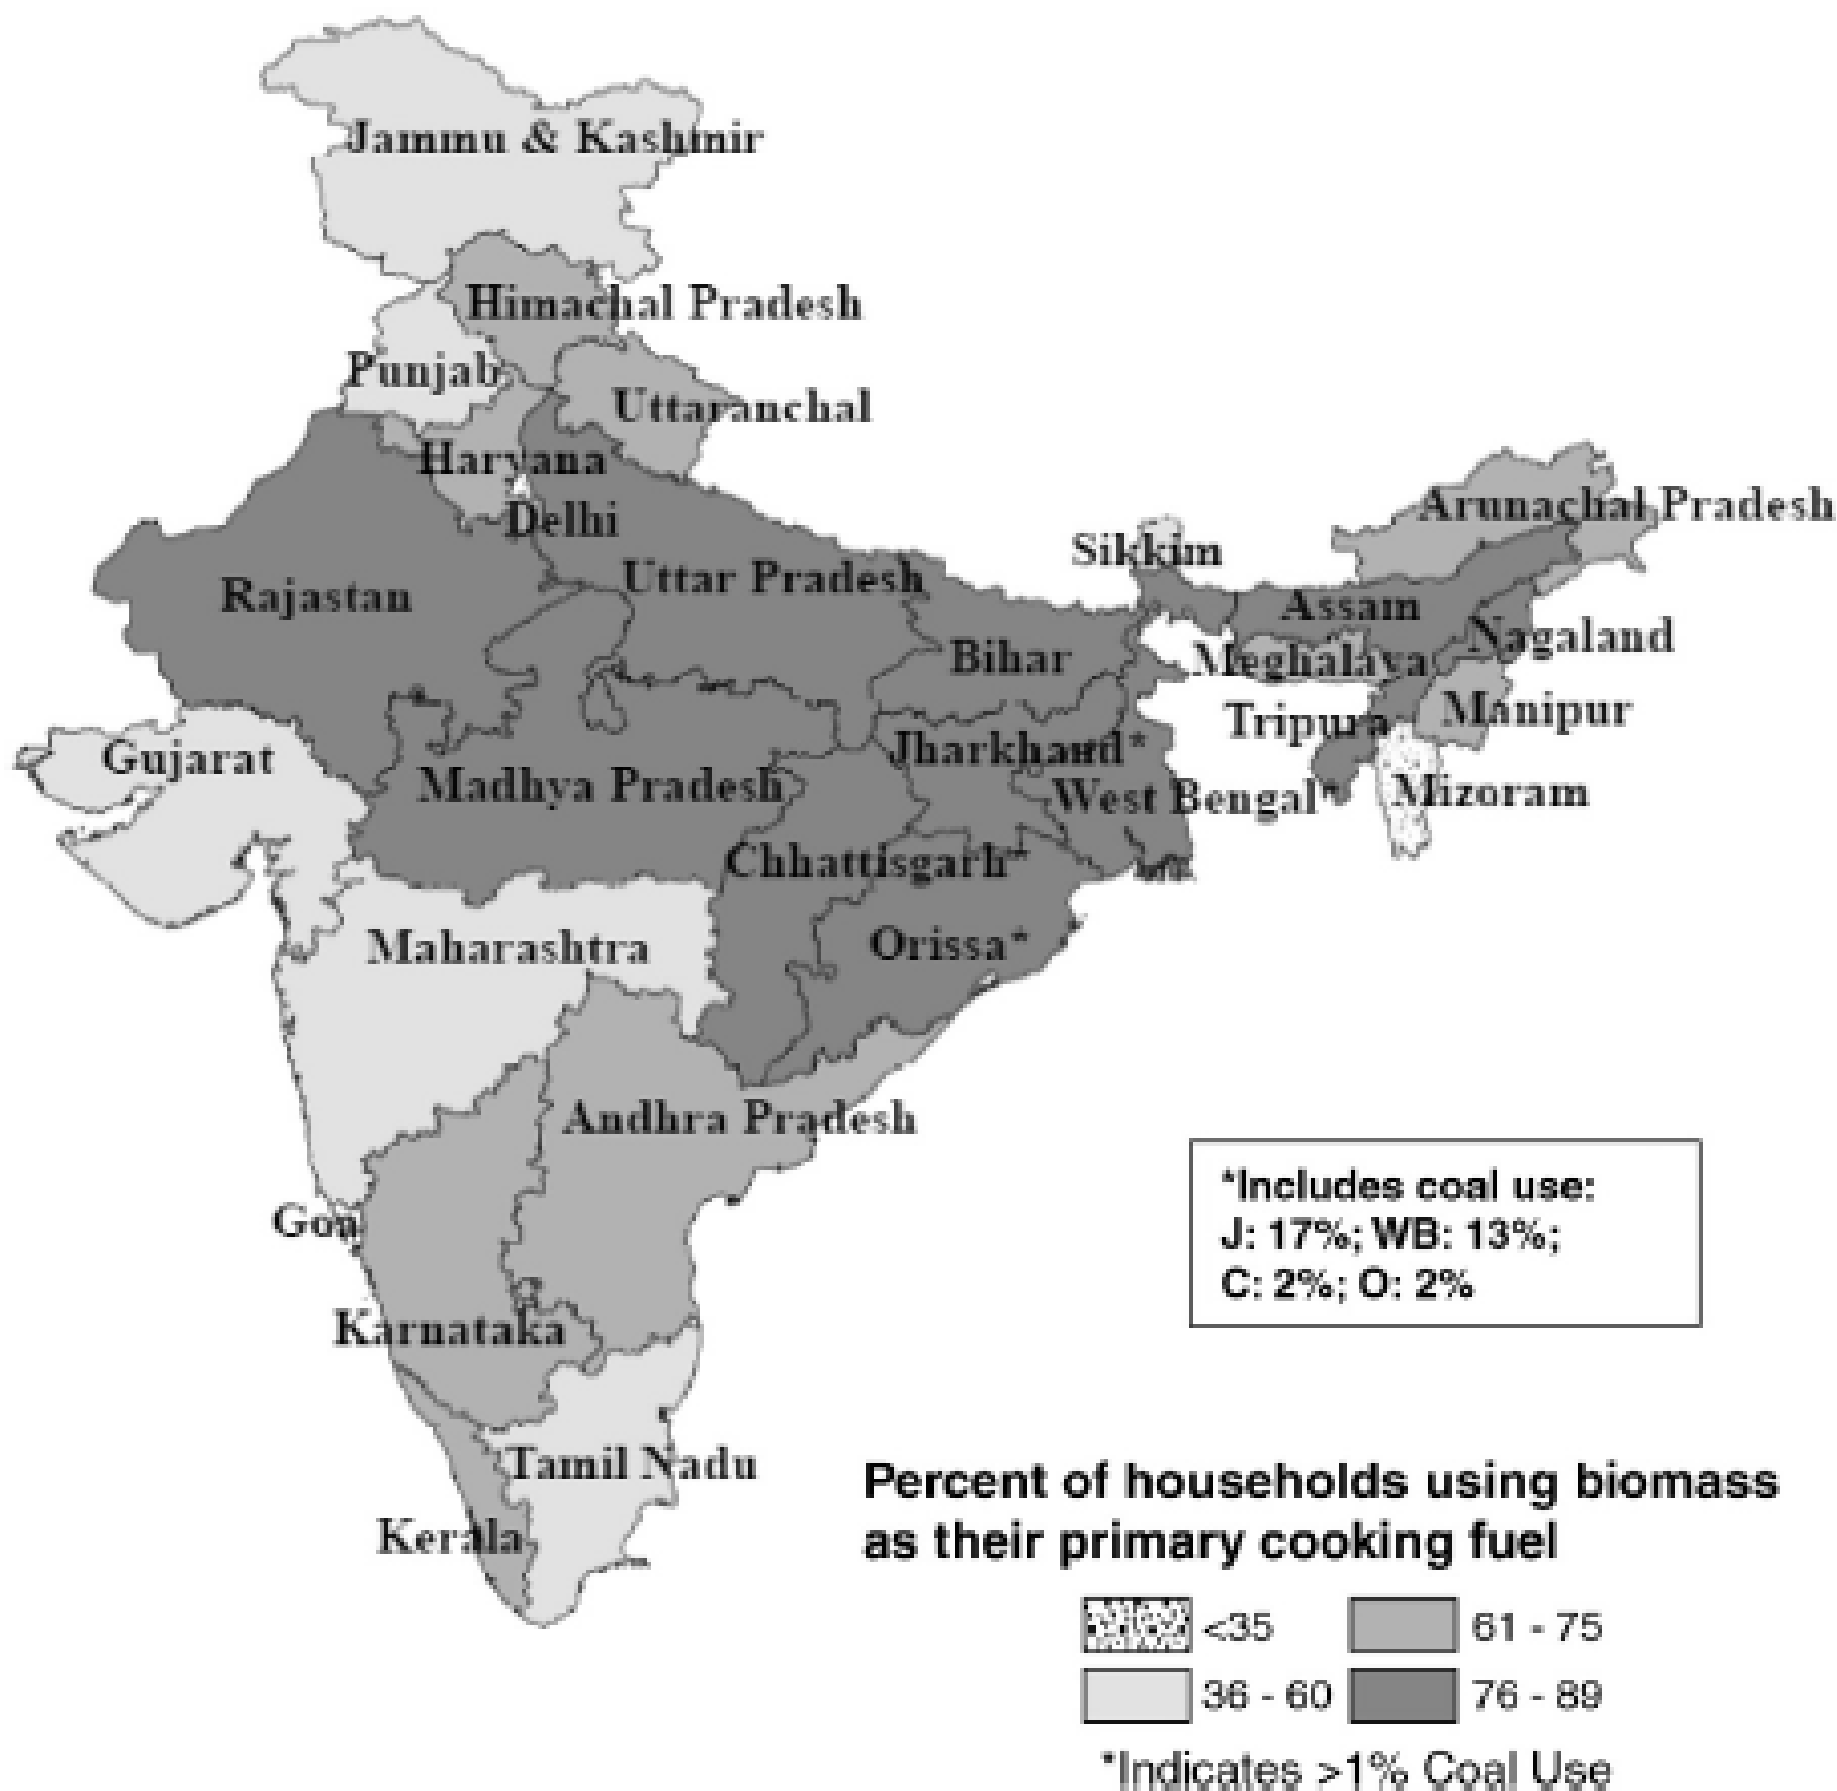 Jammu & Kashmir
Himachal Pradesh
Punjab
Uttaranchal
Haryana
Delhi
Arunachal Pradesh
Sikkim
Rajastan
Uttar Pradesh
Assam
Nagaland
Bihar
Meghalaya
Manipur
Tripura
Gujarat
Jharkhand*
Madhya Pradesh
West Bengal*
Mizoram
Chhattisgarh*
Maharashtra
Orissa*
Andhra Pradesh
Goa
Karnataka
Tamil Nadu
Kerala
*Includes coal use:
J: 17%; WB: 13%;
C: 2%; O: 2%
Percent of households using biomass
as their primary cooking fuel
<35
61 - 75
36 - 60
76 - 89
*Indicates >1% Coal Use